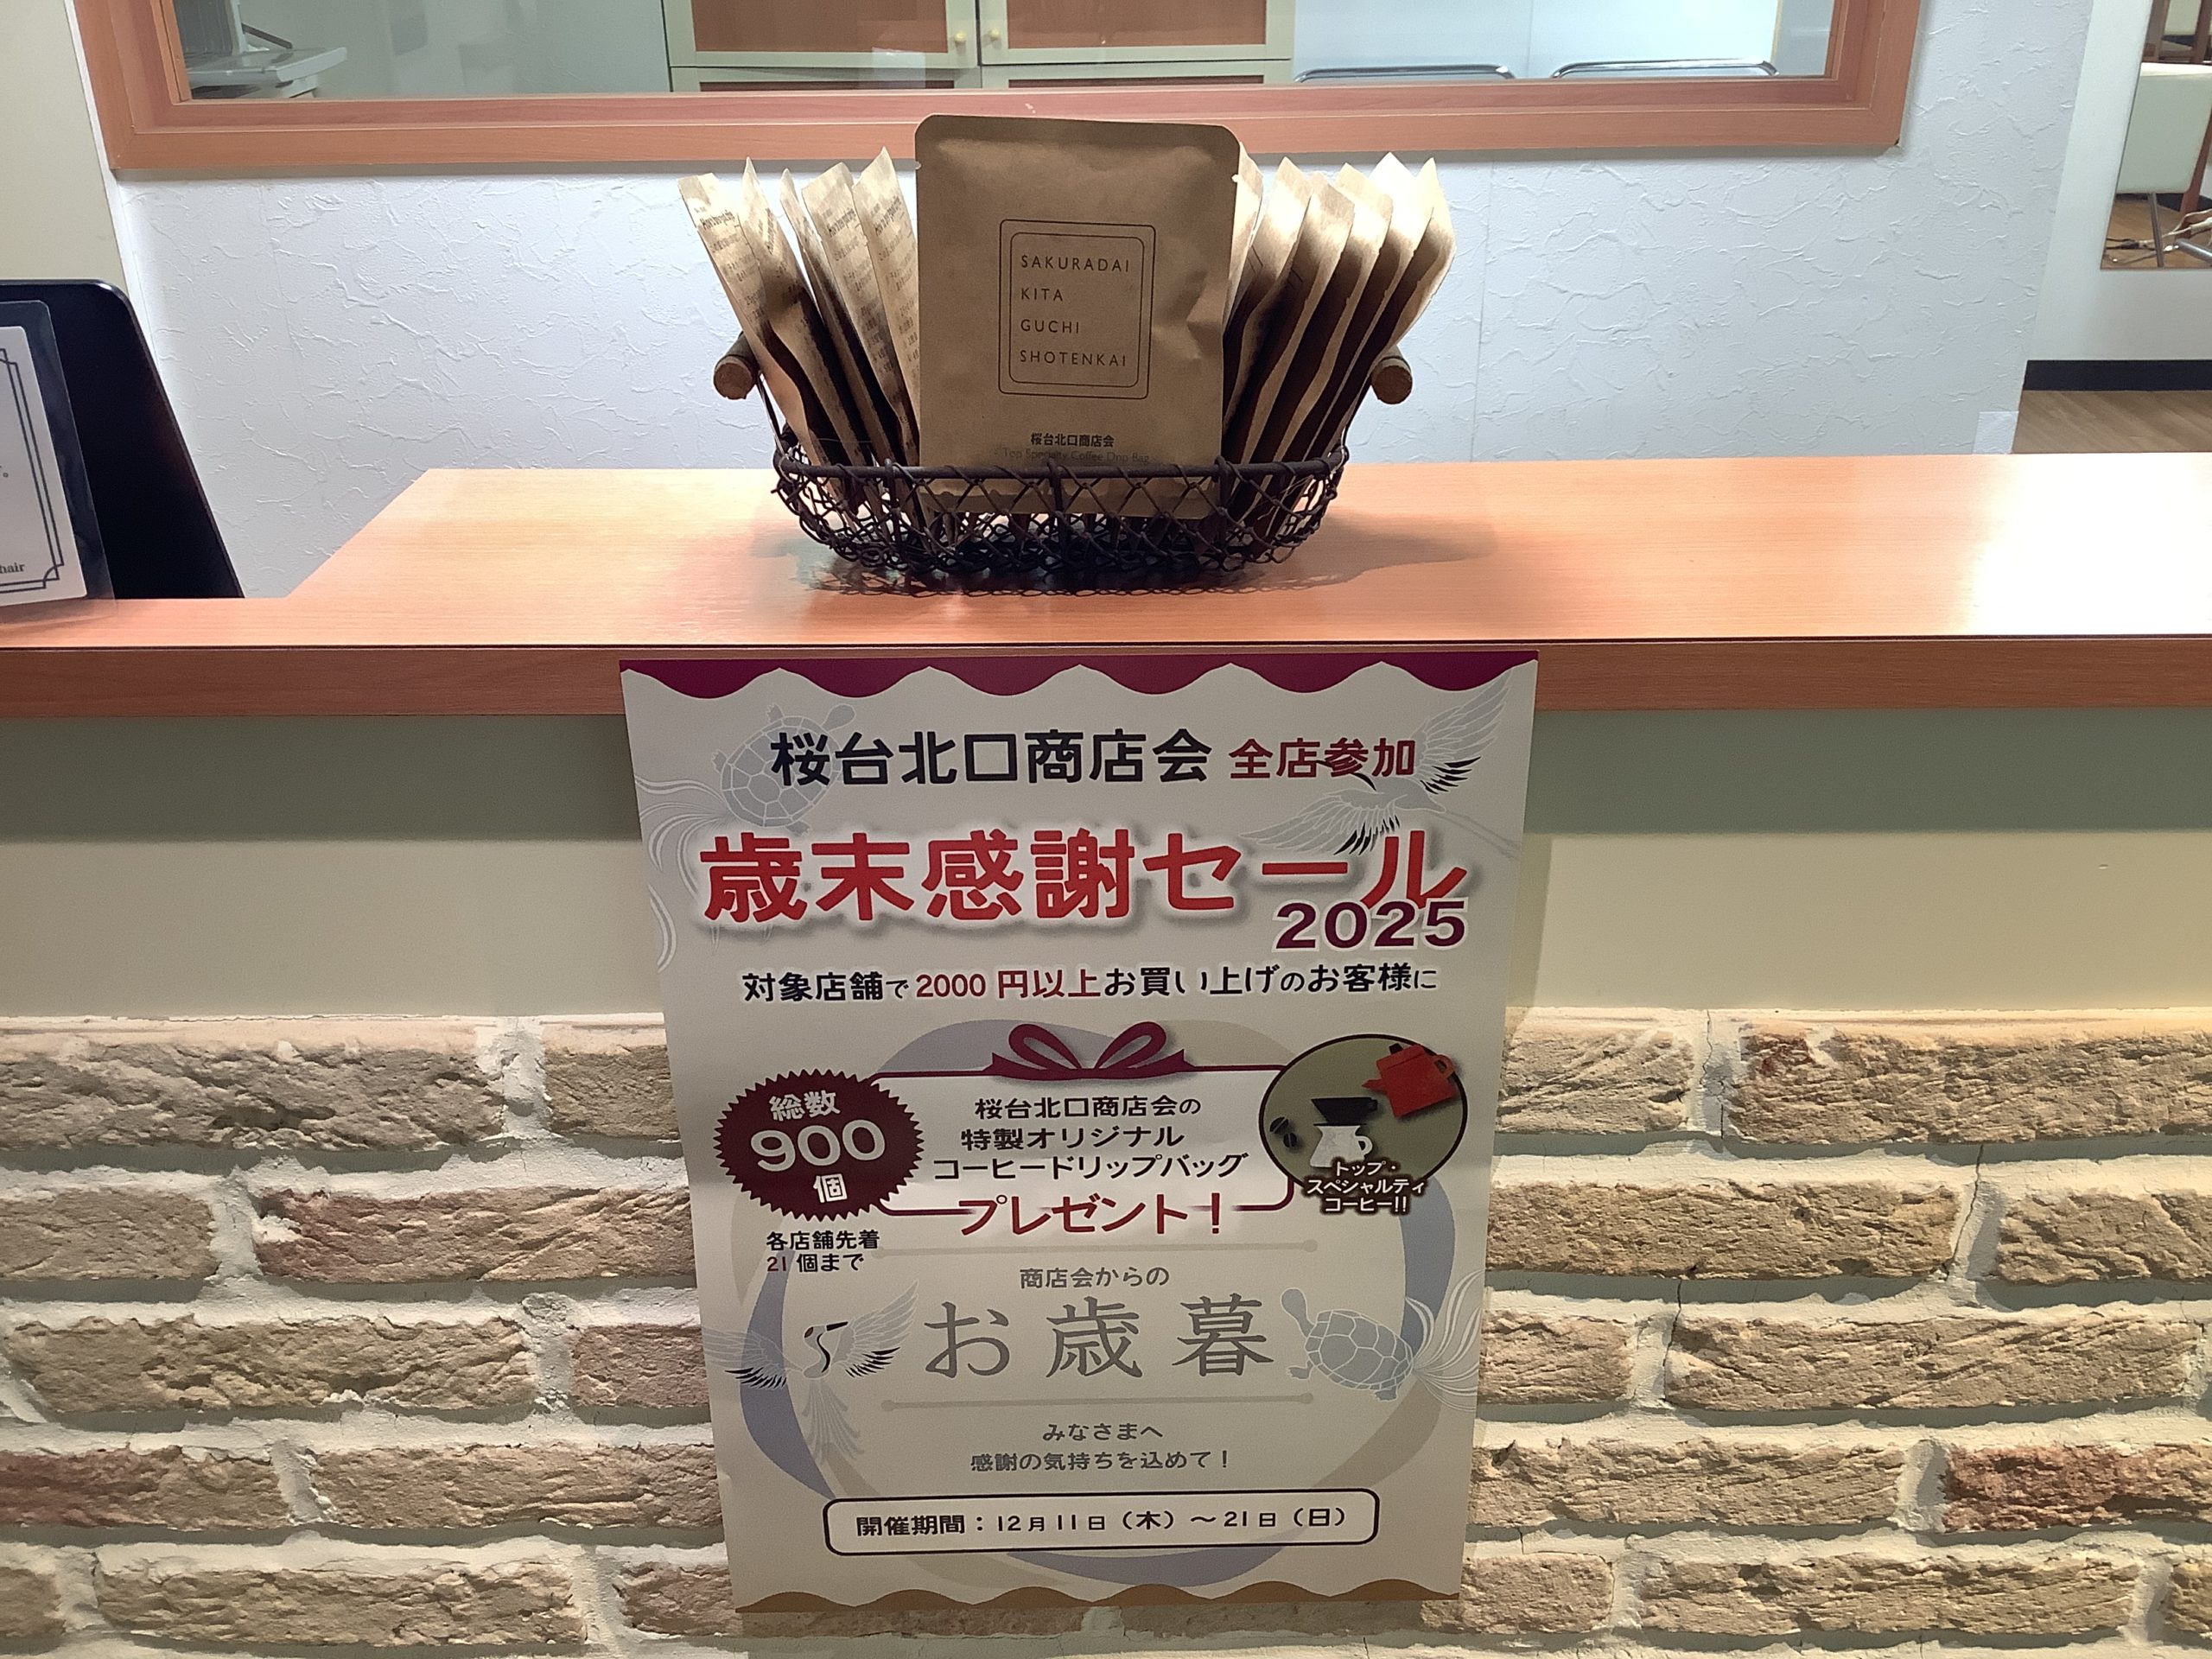 SAKURADAI
KITA
GUCHI
SHOTENKAI
桜台北口商店会
Top Specialty Coffee Drip Bag
hair
桜台北口商店会 全店参加
歳末感謝セール
2025
対象店舗で2000円以上お買い上げのお客様に
総数
900
個
各店舗先着
21個まで
桜台北口商店会の
特製オリジナル
コーヒードリップバッグ
プレゼント！
トップ・
スペシャルティ
コーヒー!!
商店会からの
お歳暮
みなさまへ
感謝の気持ちを込めて！
開催期間：12月11日（木）～21日（日）